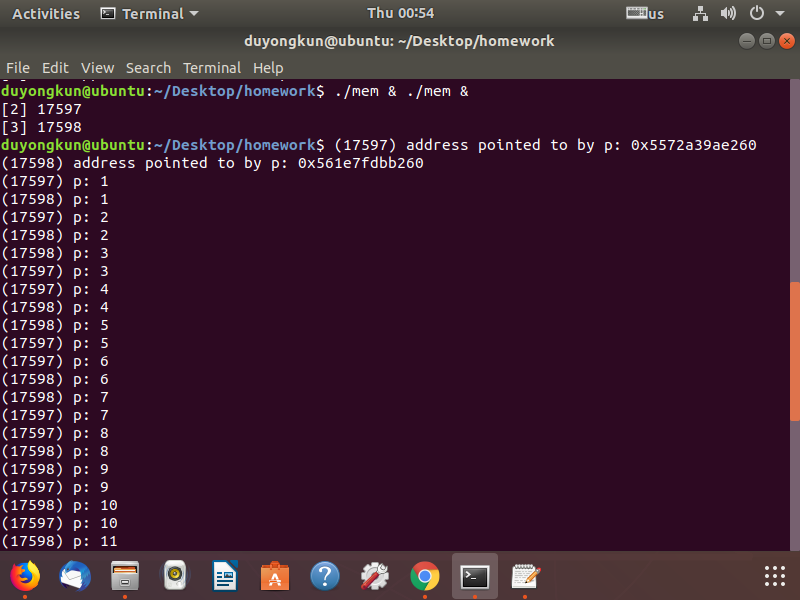 Activities Terminal Thu 00:54 us
duyongkun@ubuntu: ~/Desktop/homework
File Edit View Search Terminal Help
duyongkun@ubuntu:~/Desktop/homework$ ./mem & ./mem &
[2] 17597
[3] 17598
duyongkun@ubuntu:~/Desktop/homework$ (17597) address pointed to by p: 0x5572a39ae260
(17598) address pointed to by p: 0x561e7fdbb260
(17597) p: 1
(17598) p: 1
(17597) p: 2
(17598) p: 2
(17598) p: 3
(17597) p: 3
(17597) p: 4
(17598) p: 4
(17598) p: 5
(17597) p: 5
(17597) p: 6
(17598) p: 6
(17598) p: 7
(17597) p: 7
(17597) p: 8
(17598) p: 8
(17598) p: 9
(17597) p: 9
(17598) p: 10
(17597) p: 10
(17598) p: 11